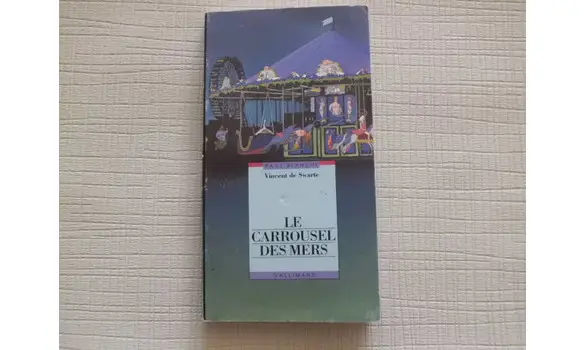 PAGE BLANCHE
Vincent de Swarte
LE
CARROUSEL
DES MERS
GALLIMARD